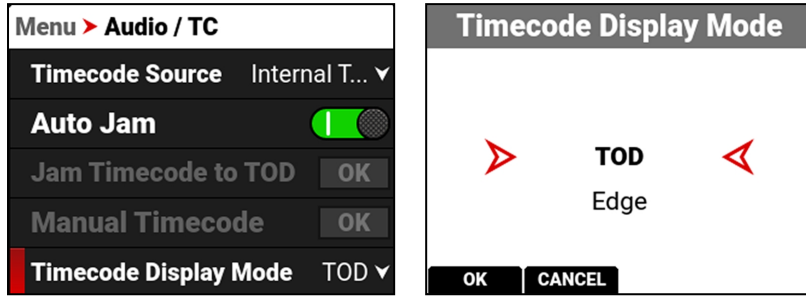 Menu > Audio / TC
Timecode Source Internal T...
Auto Jam
Jam Timecode to TOD OK
Manual Timecode OK
Timecode Display Mode TOD
Timecode Display Mode
TOD
Edge
OK CANCEL